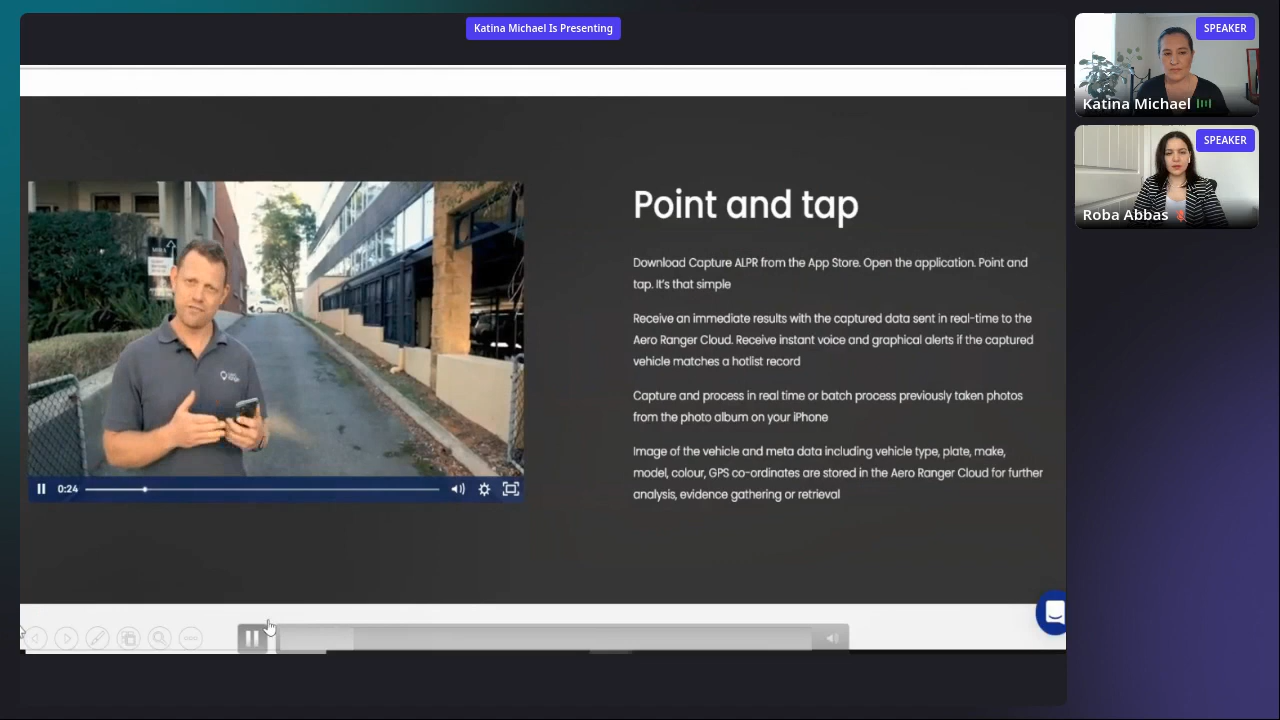 Katina Michael Is Presenting
SPEAKER
Katina Michael
SPEAKER
Roba Abbas
Point and tap
Download Capture ALPR from the App Store. Open the application. Point and
tap. It's that simple
Receive an immediate results with the captured data sent in real-time to the
Aero Ranger Cloud. Receive instant voice and graphical alerts if the captured
vehicle matches a hotlist record
Capture and process in real time or batch process previously taken photos
from the photo album on your iPhone
Image of the vehicle and meta data including vehicle type, plate, make,
model, colour, GPS co-ordinates are stored in the Aero Ranger Cloud for further
analysis, evidence gathering or retrieval
0:24